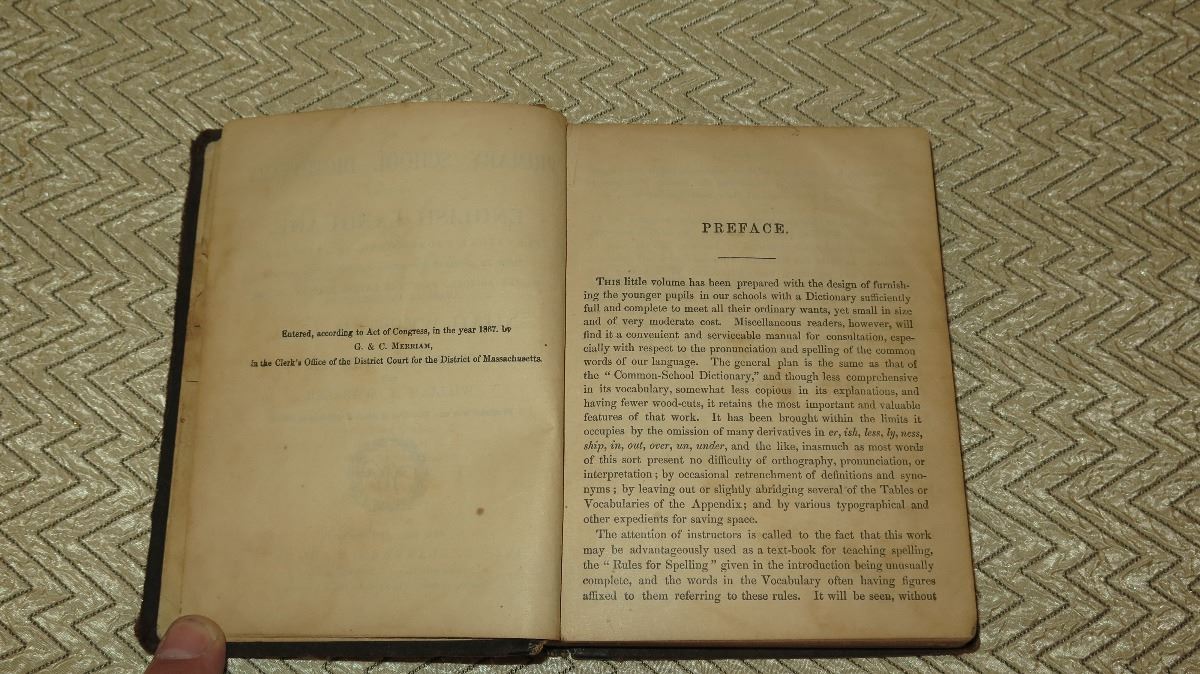 Entered, according to Act of Congress, in the year 1867, by
G. & C. MERRIAM,
in the Clerk's Office of the District Court for the District of Massachusetts.
PREFACE.
THIS little volume has been prepared with the design of furnish-
ing the younger pupils in our schools with a Dictionary sufficiently
full and complete to meet all their ordinary wants, yet small in size
and of very moderate cost. Miscellaneous readers, however, will
find it a convenient and serviceable manual for consultation, espe-
cially with respect to the pronunciation and spelling of the common
words of our language. The general plan is the same as that of
the "Common-School Dictionary," and though less comprehensive
in its vocabulary, somewhat less copious in its explanations, and
having fewer wood-cuts, it retains the most important and valuable
features of that work. It has been brought within the limits it
occupies by the omission of many derivatives in er, ish, less, ly, ness,
ship, in, out, over, un, under, and the like, inasmuch as most words
of this sort present no difficulty of orthography, pronunciation, or
interpretation; by occasional retrenchment of definitions and syno-
nyms; by leaving out or slightly abridging several of the Tables or
Vocabularies of the Appendix; and by various typographical and
other expedients for saving space.
The attention of instructors is called to the fact that this work
may be advantageously used as a text-book for teaching spelling,
the "Rules for Spelling" given in the introduction being unusually
complete, and the words in the Vocabulary often having figures
affixed to them referring to these rules. It will be seen, without